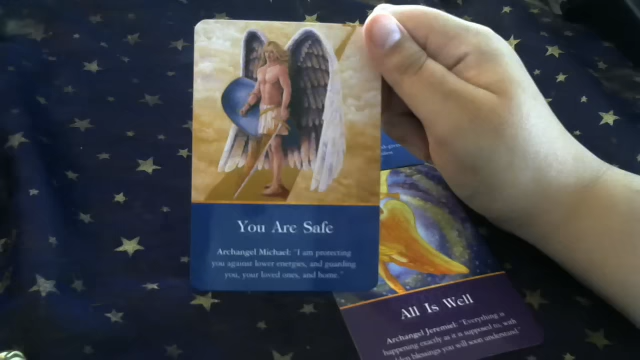 You Are Safe
Archangel Michael: "I am protecting
you against lower energies, and guarding
you, your loved ones, and home."
All Is Well
Archangel Jeremiel: "Everything is
happening exactly as it is supposed to, with
blessings you will soon understand."